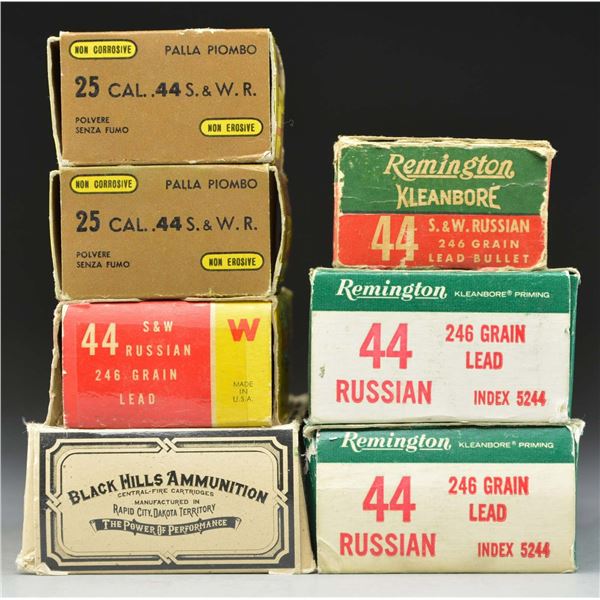 NON CORROSIVE
PALLA PIOMBO
25 CAL. .44 S. & W. R.
POLVERE
SENZA FUMO
NON EROSIVE
NON CORROSIVE
PALLA PIOMBO
25 CAL. .44 S. & W. R.
POLVERE
SENZA FUMO
NON EROSIVE
44 S&W
RUSSIAN
246 GRAIN
LEAD
W
MADE
IN
U.S.A.
BLACK HILLS AMMUNITION
CENTRAL-FIRE CARTRIDGES
MANUFACTURED IN
RAPID CITY, DAKOTA TERRITORY
THE POWER OF PERFORMANCE
Remington
KLEANBORE
44 S. & W. RUSSIAN
246 GRAIN
LEAD BULLET
Remington KLEANBORE® PRIMING
44
RUSSIAN
246 GRAIN
LEAD
INDEX 5244
Remington KLEANBORE® PRIMING
44
RUSSIAN
246 GRAIN
LEAD
INDEX 5244